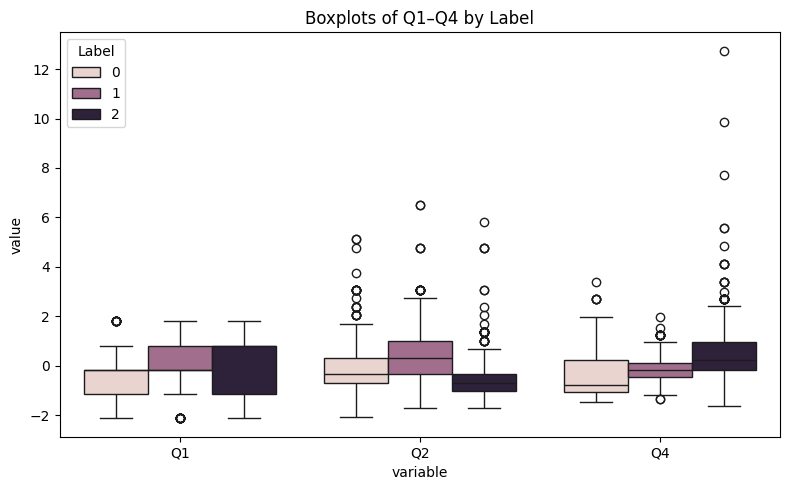 Boxplots of Q1–Q4 by Label
Label
0
1
2
12
10
8
6
4
2
0
−2
value
Q1
Q2
Q4
variable